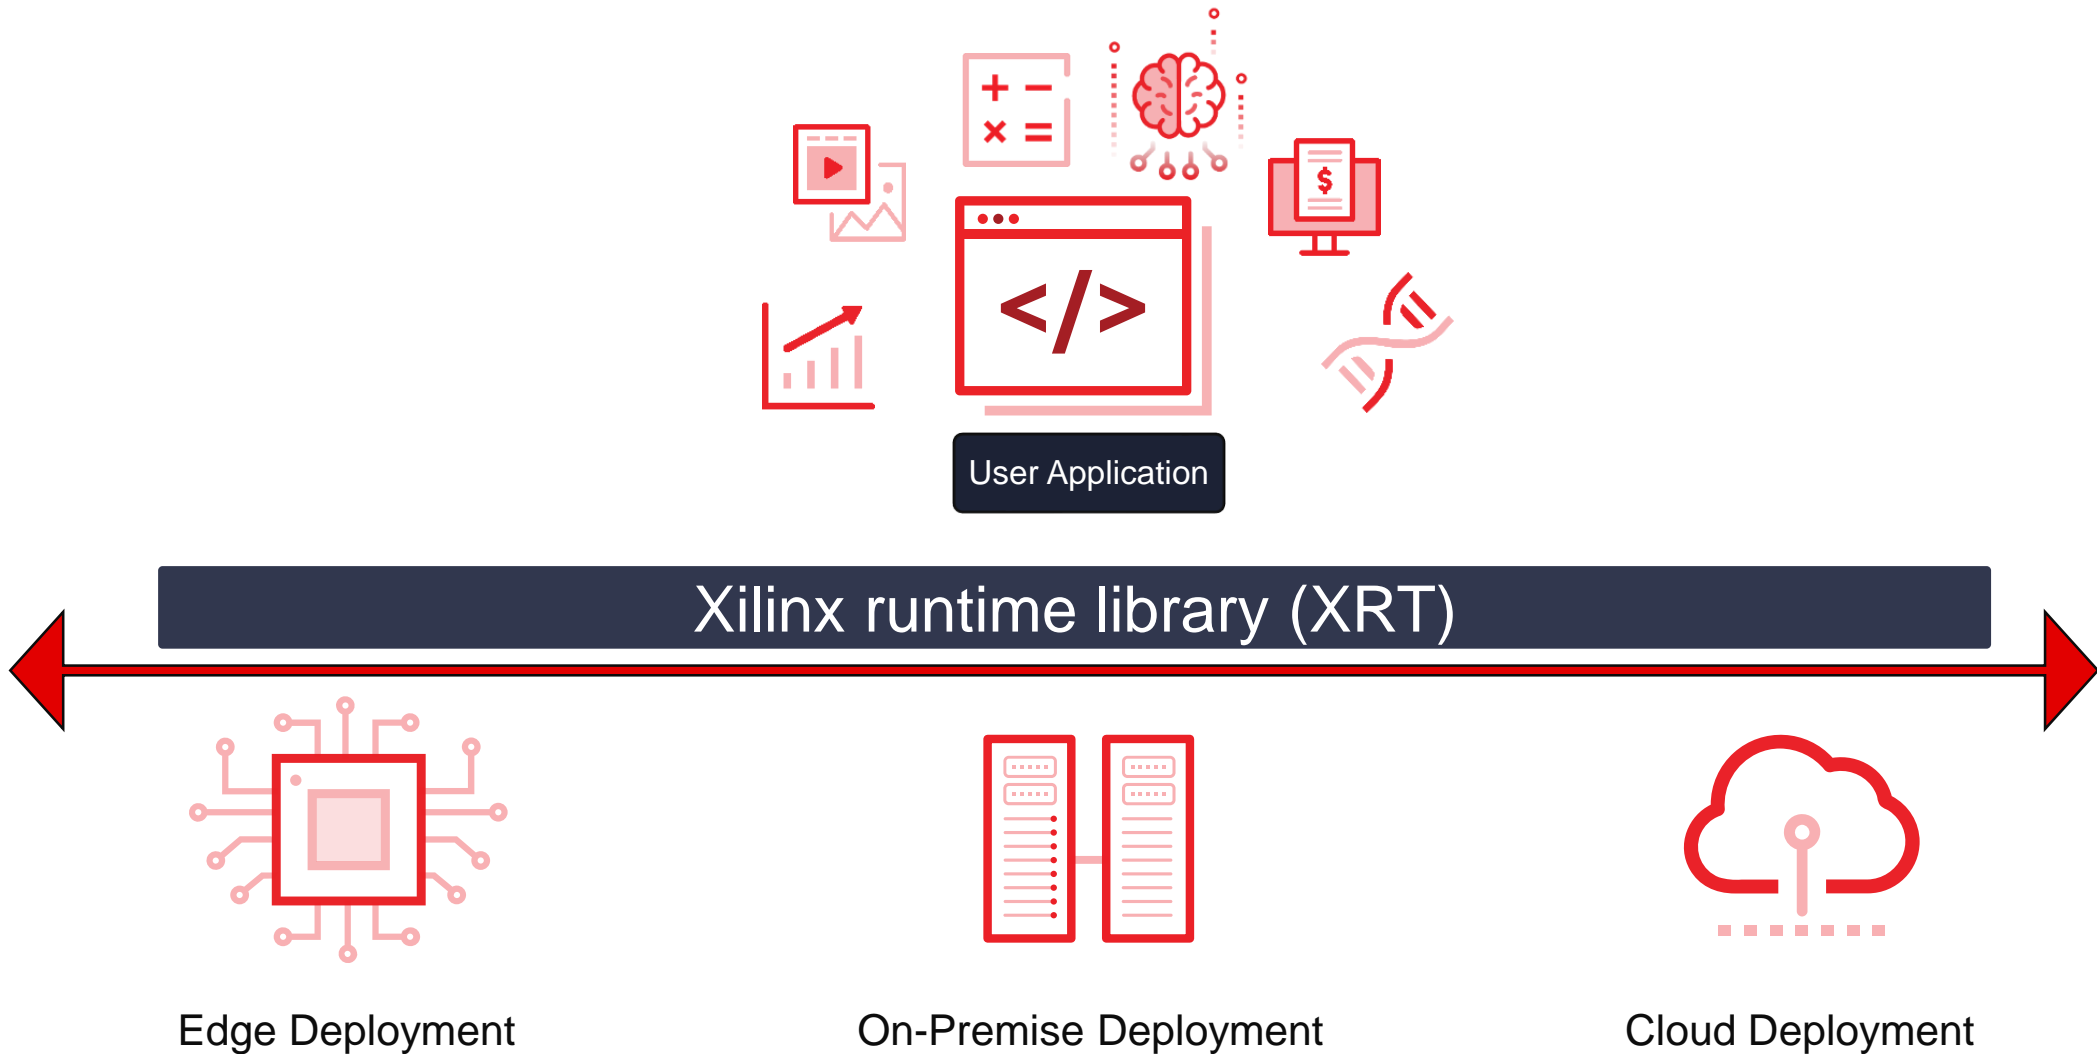 </>
User Application
Xilinx runtime library (XRT)
Edge Deployment
On-Premise Deployment
Cloud Deployment